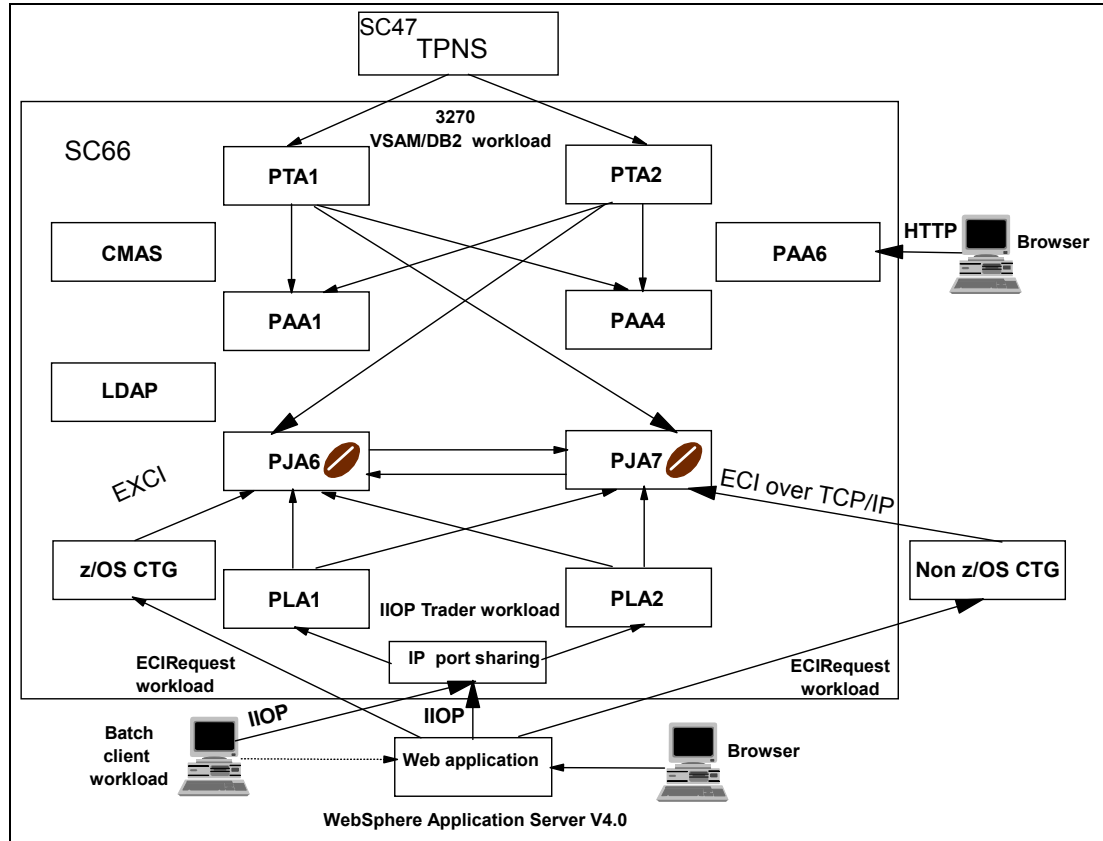 SC47
TPNS
3270
VSAM/DB2 workload
SC66
PTA1
PTA2
CMAS
PAA6
HTTP
Browser
PAA1
PAA4
LDAP
PJA6
PJA7
EXCI
ECI over TCP/IP
z/OS CTG
PLA1
PLA2
Non z/OS CTG
IIOP Trader workload
IP port sharing
ECIRequest
workload
ECIRequest
workload
IIOP
IIOP
Batch
client
workload
Web application
Browser
WebSphere Application Server V4.0